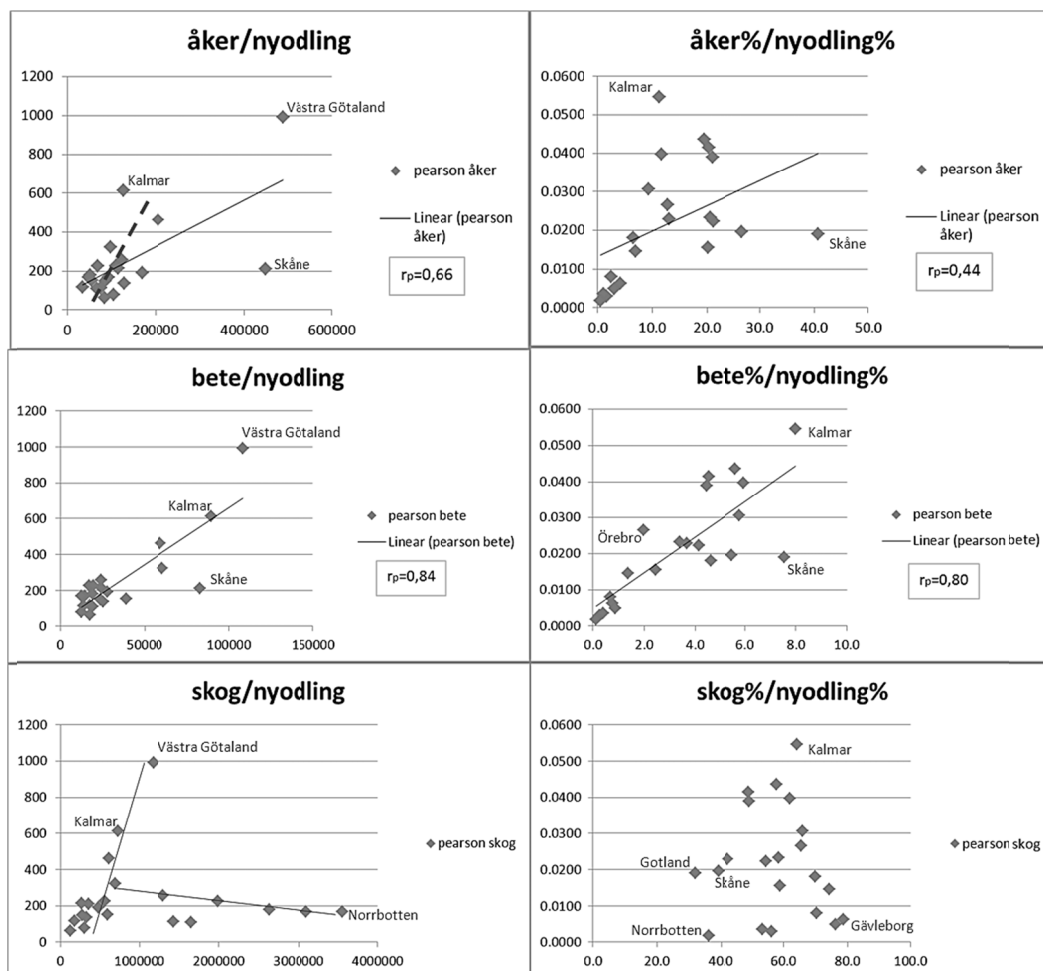 åker/nyodling
1200
1000
800
600
400
200
0
0 200000 400000 600000
Västra Götaland
Kalmar
Skåne
pearson åker
Linear (pearson
åker)
rp=0,66
åker%/nyodling%
0.0600
0.0500
0.0400
0.0300
0.0200
0.0100
0.0000
0.0 10.0 20.0 30.0 40.0 50.0
Kalmar
Skåne
pearson åker
Linear (pearson
åker)
rp=0,44
bete/nyodling
1200
1000
800
600
400
200
0
0 50000 100000 150000
Västra Götaland
Kalmar
Skåne
pearson bete
Linear (pearson bete)
rp=0,84
bete%/nyodling%
0.0600
0.0500
0.0400
0.0300
0.0200
0.0100
0.0000
0.0 2.0 4.0 6.0 8.0 10.0
Kalmar
Örebro
Skåne
pearson bete
Linear (pearson bete)
rp=0,80
skog/nyodling
1200
1000
800
600
400
200
0
0 1000000 2000000 3000000 4000000
Västra Götaland
Kalmar
Norrbotten
pearson skog
skog%/nyodling%
0.0600
0.0500
0.0400
0.0300
0.0200
0.0100
0.0000
0.0 20.0 40.0 60.0 80.0 100.0
Kalmar
Gotland
Skåne
Norrbotten
Gävleborg
pearson skog